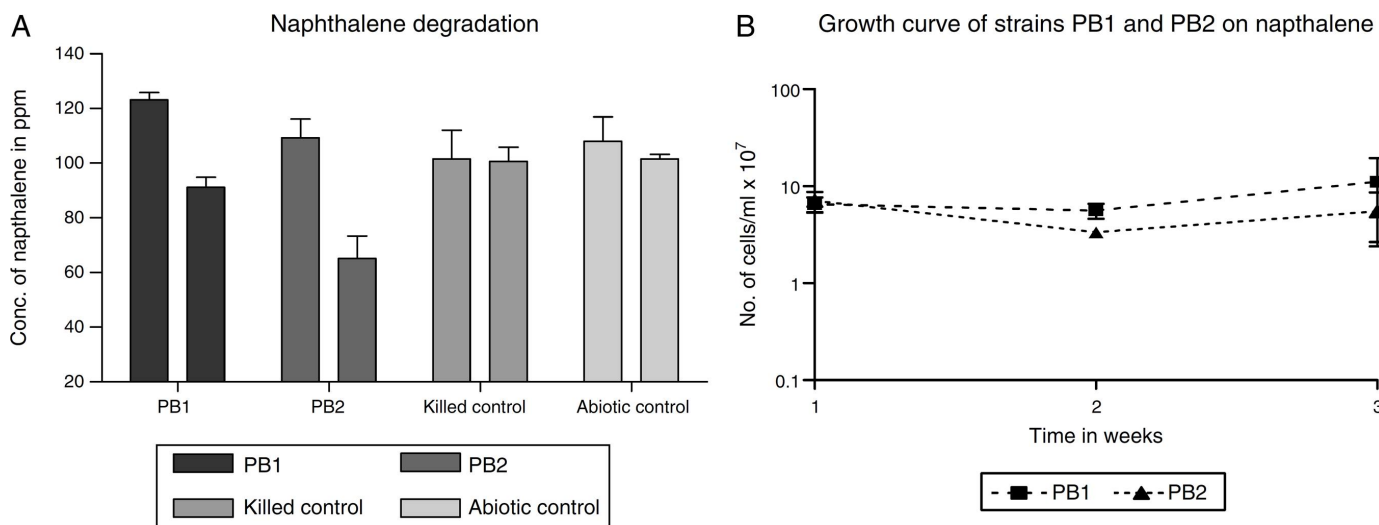 A
Naphthalene degradation
Conc. of napthalene in ppm
140
120
100
80
60
40
20
PB1
PB2
Killed control
Abiotic control
PB1
PB2
Killed control
Abiotic control
B
Growth curve of strains PB1 and PB2 on napthalene
No. of cells/ml x 10⁷
100
10
1
0.1
1
2
3
Time in weeks
PB1
PB2